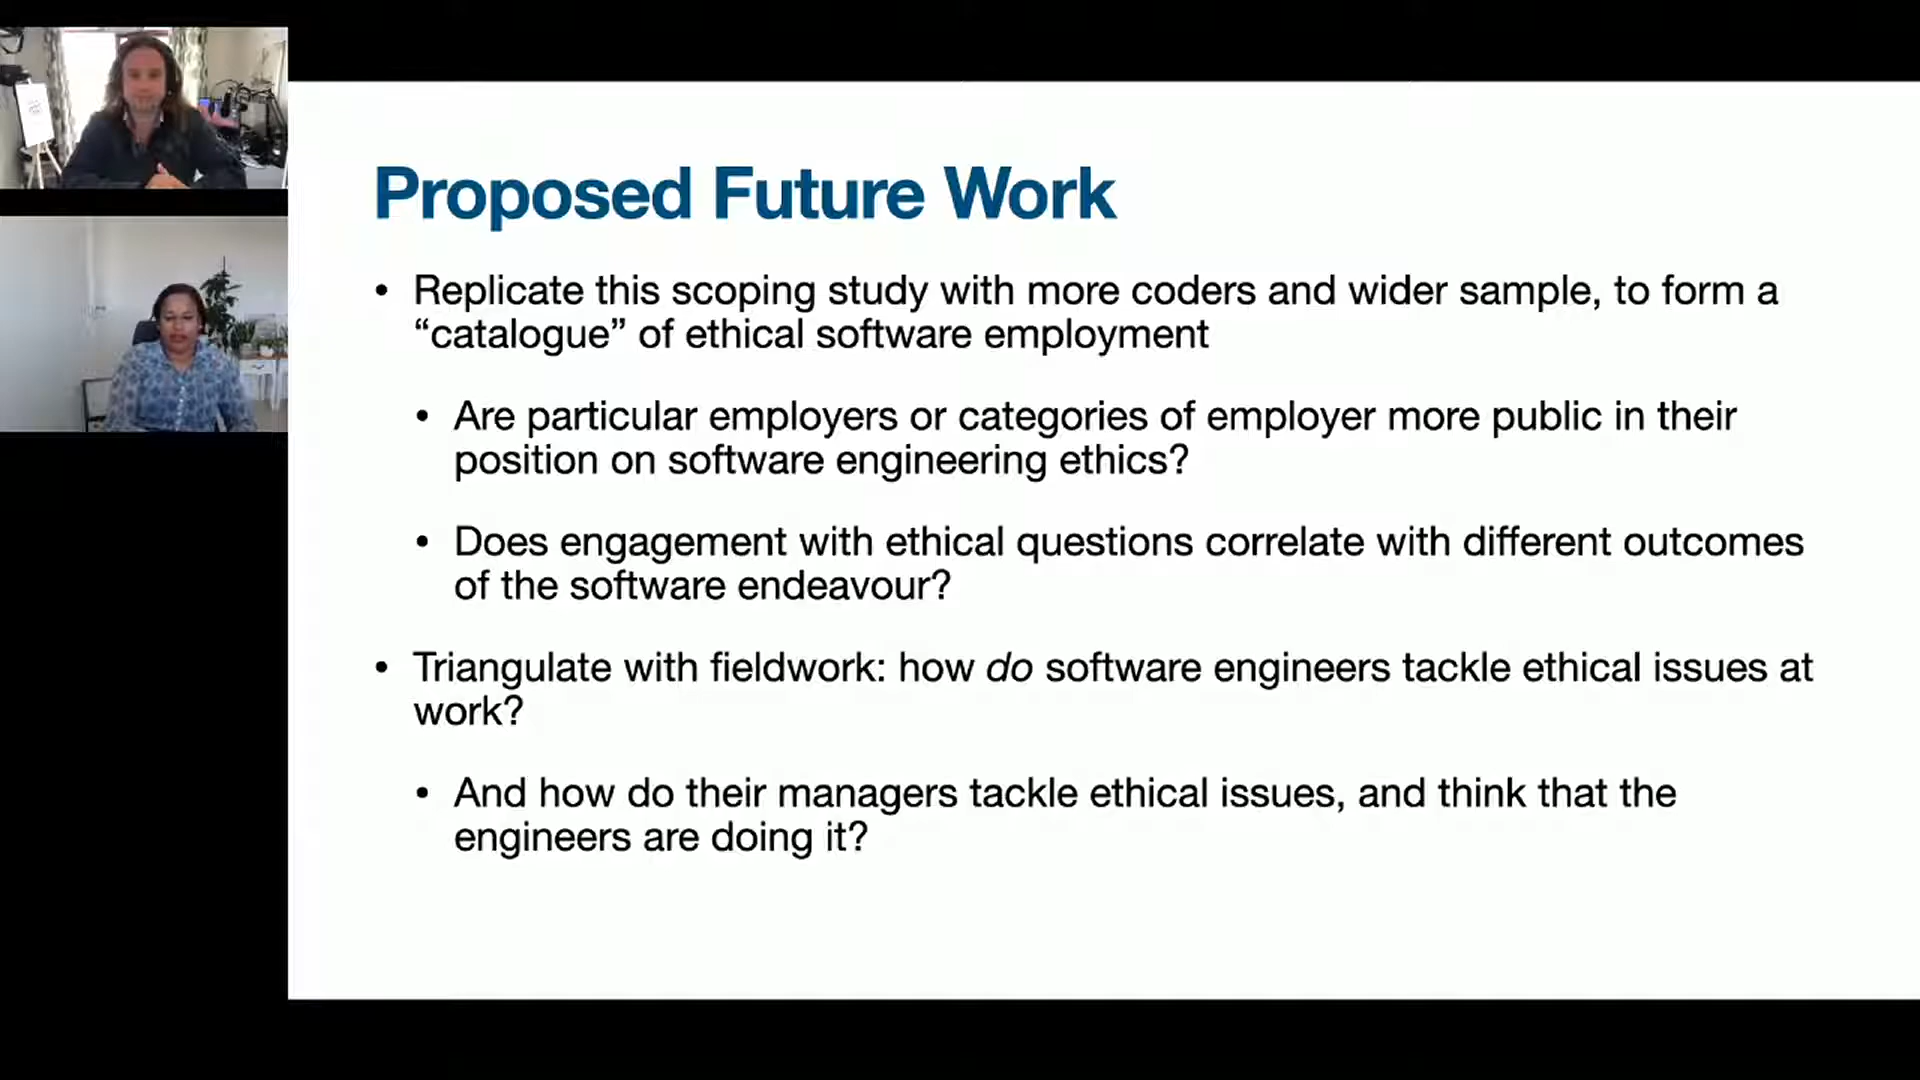 Proposed Future Work
• Replicate this scoping study with more coders and wider sample, to form a
“catalogue” of ethical software employment
• Are particular employers or categories of employer more public in their
position on software engineering ethics?
• Does engagement with ethical questions correlate with different outcomes
of the software endeavour?
• Triangulate with fieldwork: how do software engineers tackle ethical issues at
work?
• And how do their managers tackle ethical issues, and think that the
engineers are doing it?